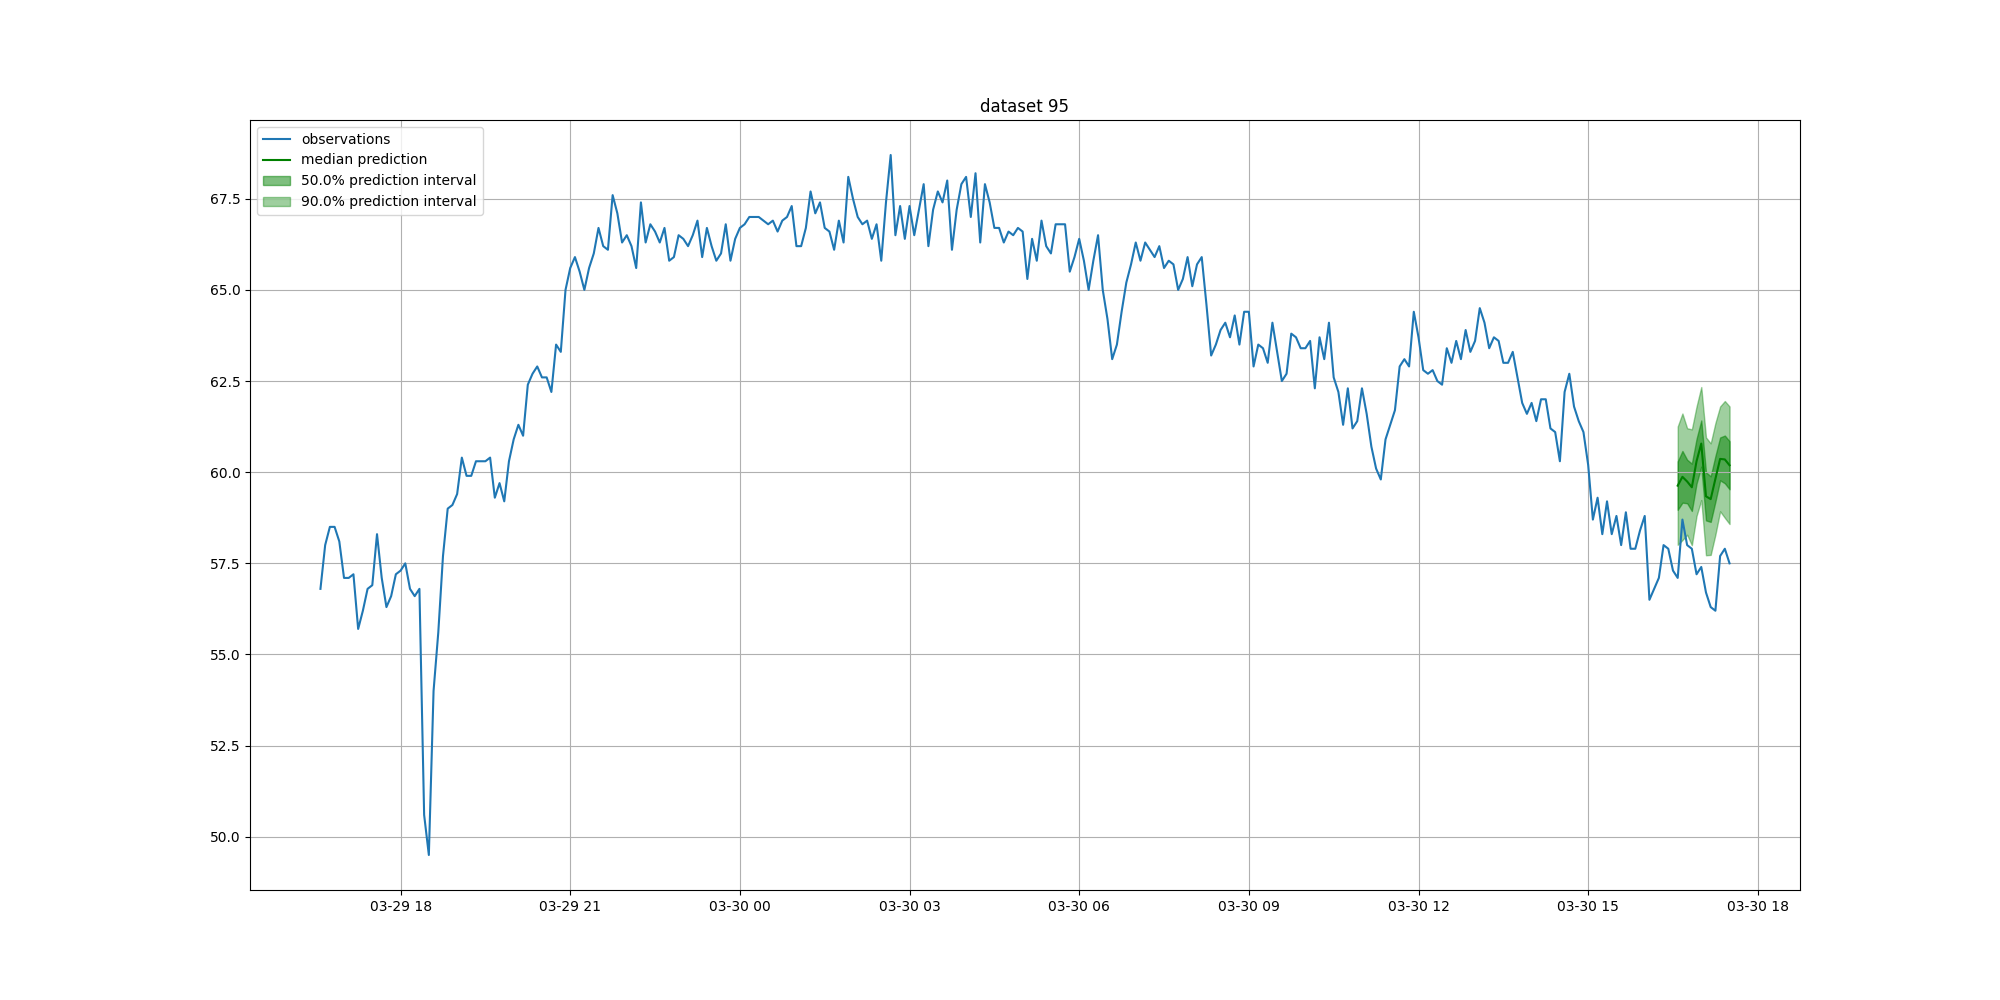 dataset 95
observations
median prediction
50.0% prediction interval
90.0% prediction interval
67.5
65.0
62.5
60.0
57.5
55.0
52.5
50.0
03-29 18 03-29 21 03-30 00 03-30 03 03-30 06 03-30 09 03-30 12 03-30 15 03-30 18